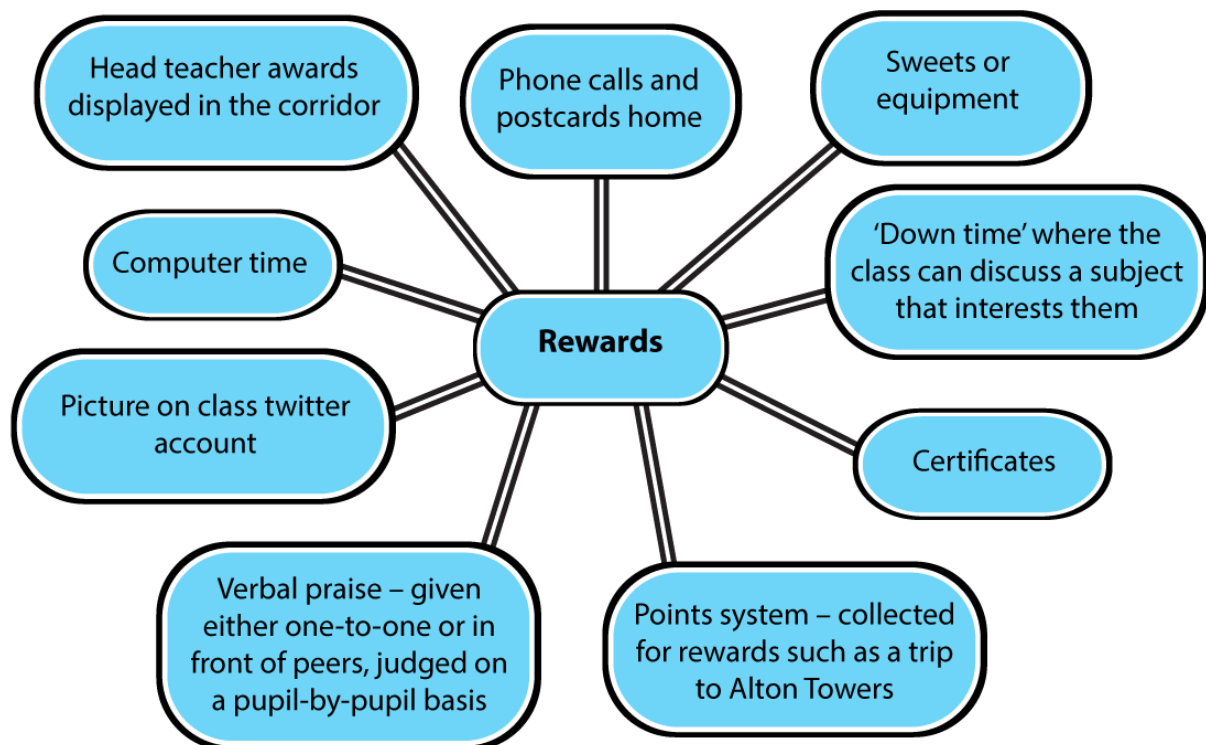 Head teacher awards
displayed in the corridor
Phone calls and
postcards home
Sweets or
equipment
Computer time
‘Down time’ where the
class can discuss a subject
that interests them
Rewards
Picture on class twitter
account
Certificates
Verbal praise – given
either one-to-one or in
front of peers, judged on
a pupil-by-pupil basis
Points system – collected
for rewards such as a trip
to Alton Towers